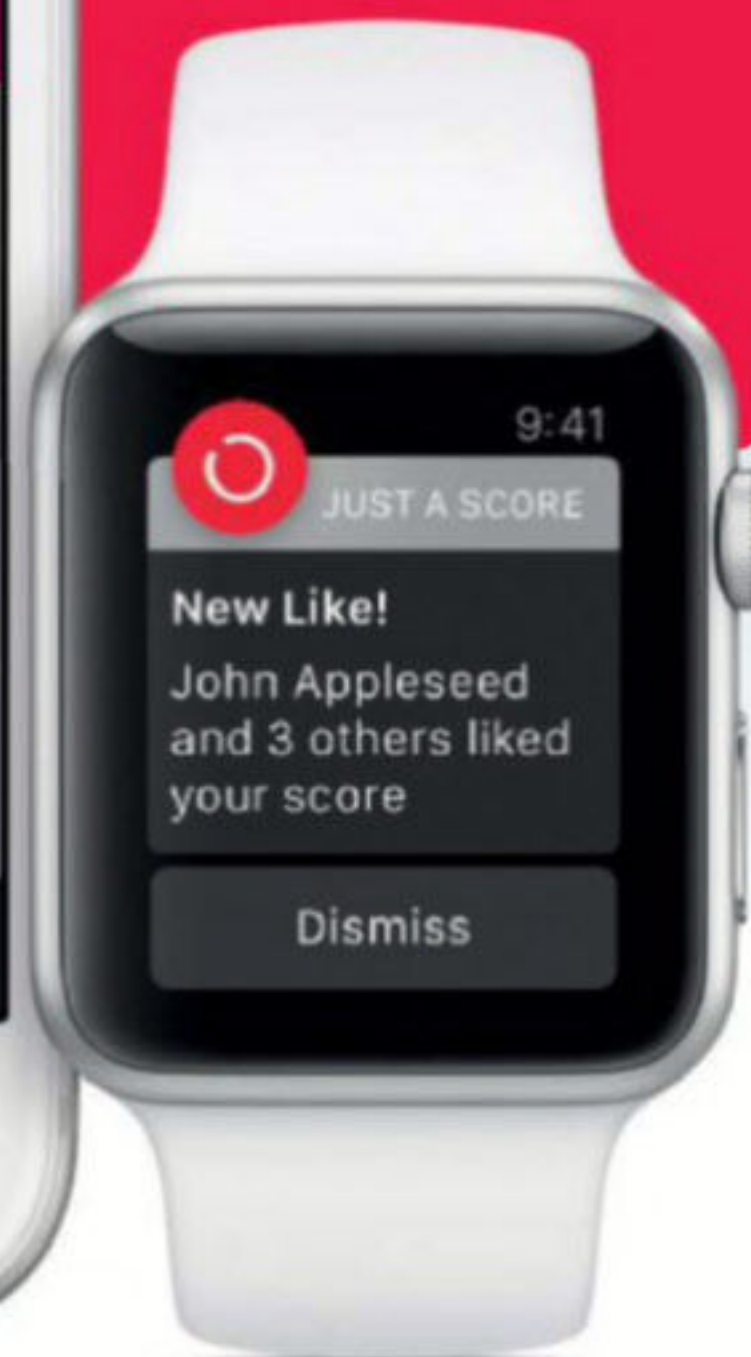 9:41
JUST A SCORE
New Like!
John Appleseed
and 3 others liked
your score
Dismiss